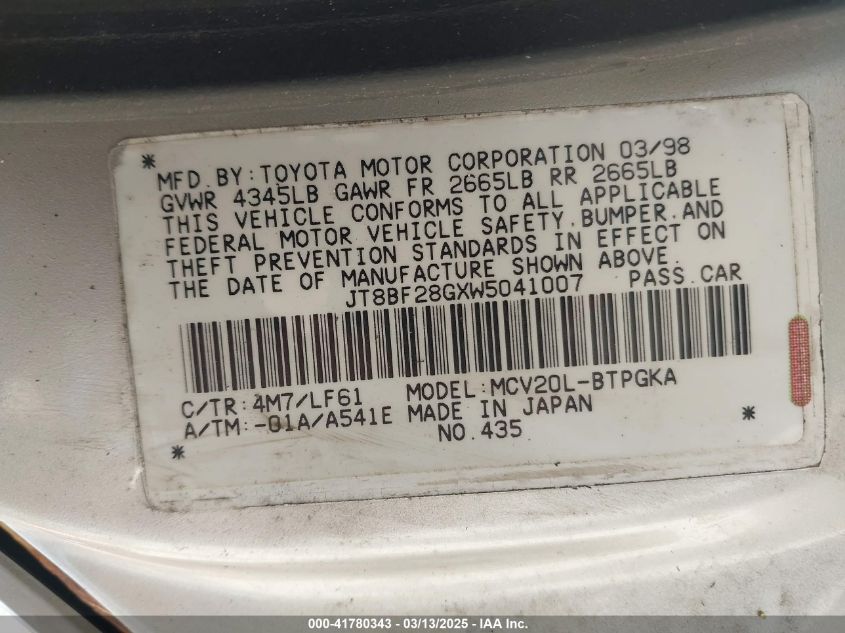 *
MFD.BY:TOYOTA MOTOR CORPORATION 03/98
GVWR 4345LB GAWR FR 2665LB RR 2665LB
THIS VEHICLE CONFORMS TO ALL APPLICABLE
FEDERAL MOTOR VEHICLE SAFETY,BUMPER,AND
THEFT PREVENTION STANDARDS IN EFFECT ON
THE DATE OF MANUFACTURE SHOWN ABOVE.
JT8BF28GXW5041007 PASS.CAR
C/TR:4M7/LF61 MODEL:MCV20L-BTPGKA
A/TM:-01A/A541E MADE IN JAPAN *
* NO.435
000-41780343 - 03/13/2025 - IAA Inc.